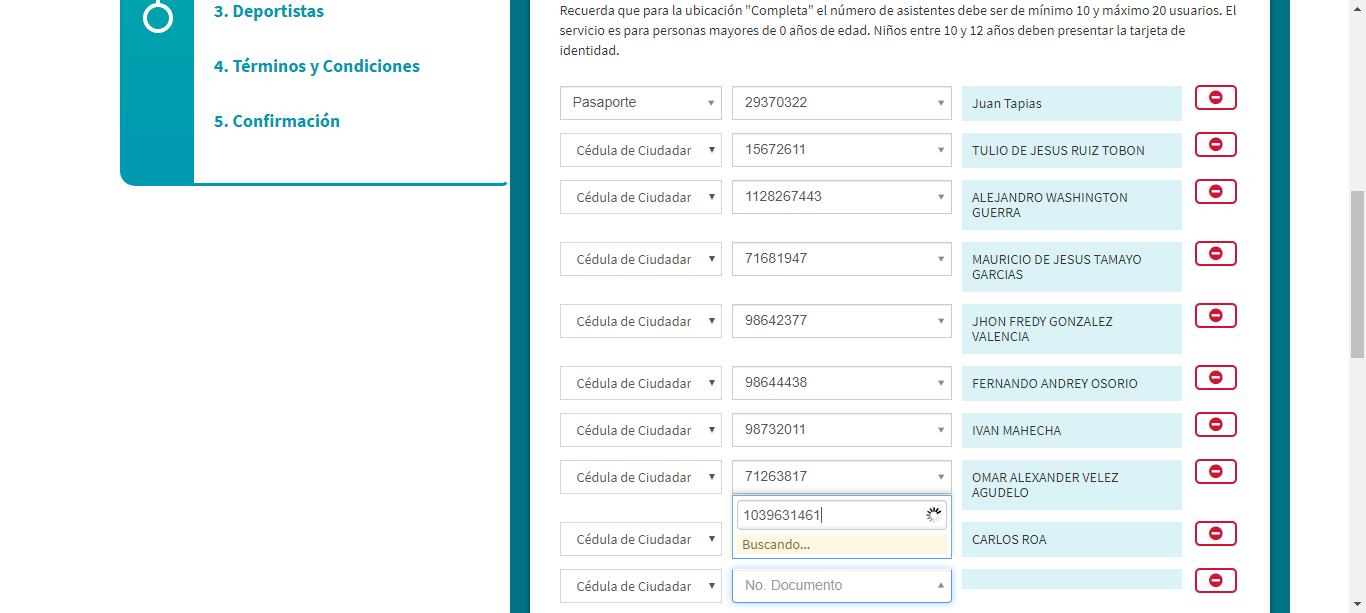 3. Deportistas
4. Términos y Condiciones
5. Confirmación
Recuerda que para la ubicación "Completa" el número de asistentes debe ser de mínimo 10 y máximo 20 usuarios. El
servicio es para personas mayores de 0 años de edad. Niños entre 10 y 12 años deben presentar la tarjeta de
identidad.
Pasaporte 29370322 Juan Tapias
Cédula de Ciudadar 15672611 TULIO DE JESUS RUIZ TOBON
Cédula de Ciudadar 1128267443 ALEJANDRO WASHINGTON
GUERRA
Cédula de Ciudadar 71681947 MAURICIO DE JESUS TAMAYO
GARCIAS
Cédula de Ciudadar 98642377 JHON FREDY GONZALEZ
VALENCIA
Cédula de Ciudadar 98644438 FERNANDO ANDREY OSORIO
Cédula de Ciudadar 98732011 IVAN MAHECHA
Cédula de Ciudadar 71263817 OMAR ALEXANDER VELEZ
AGUDELO
1039631461
Cédula de Ciudadar Buscando... CARLOS ROA
Cédula de Ciudadar No. Documento